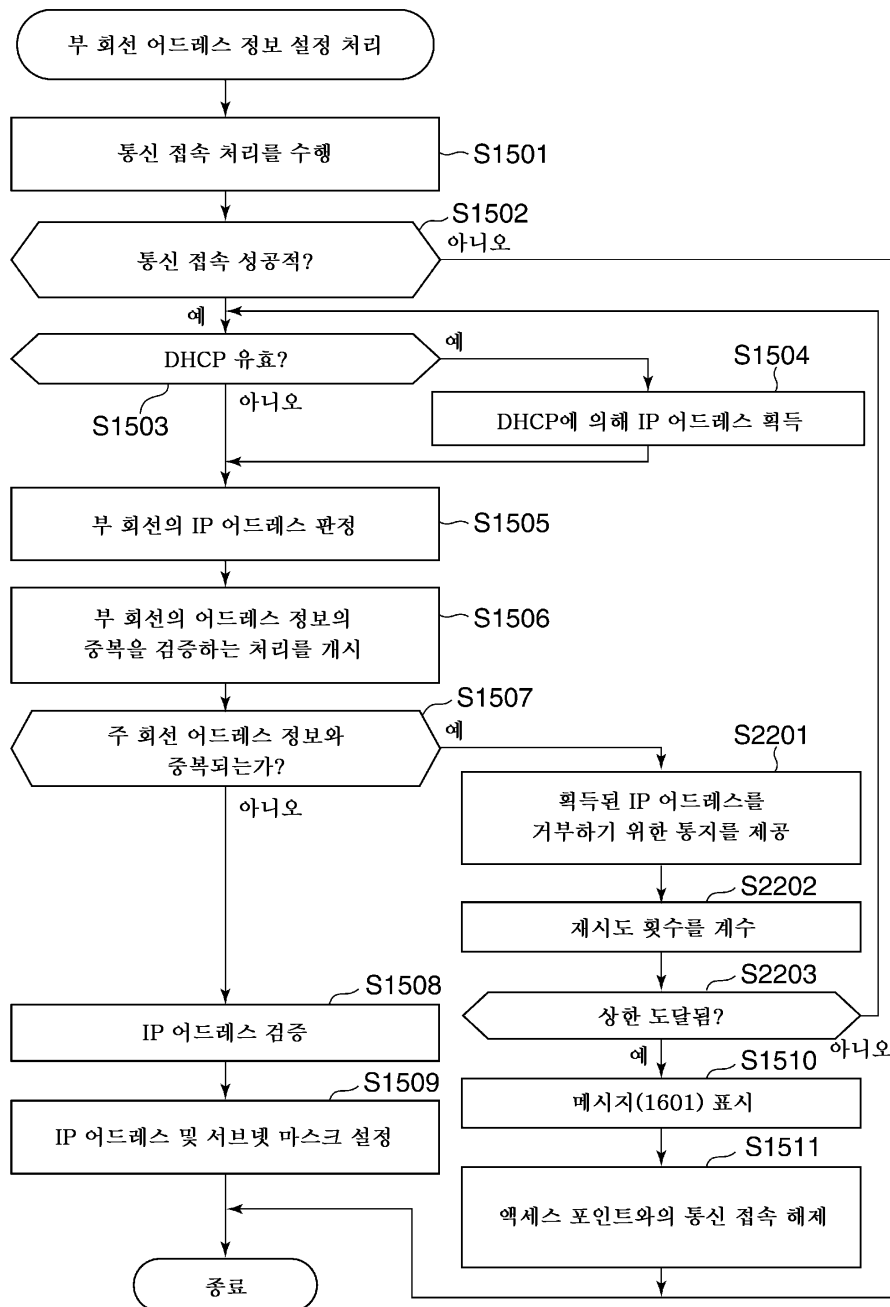 부 회선 어드레스 정보 설정 처리
통신 접속 처리를 수행
S1501
S1502
통신 접속 성공적?
아니오
예
DHCP 유효?
예
S1503
아니오
S1504
DHCP에 의해 IP 어드레스 획득
부 회선의 IP 어드레스 판정
S1505
부 회선의 어드레스 정보의
중복을 검증하는 처리를 개시
S1506
S1507
주 회선 어드레스 정보와
중복되는가?
예
아니오
S2201
획득된 IP 어드레스를
거부하기 위한 통지를 제공
S2202
재시도 횟수를 계수
S2203
상한 도달됨?
아니오
예
S1508
IP 어드레스 검증
S1510
메시지(1601) 표시
S1509
IP 어드레스 및 서브넷 마스크 설정
S1511
액세스 포인트와의 통신 접속 해제
종료